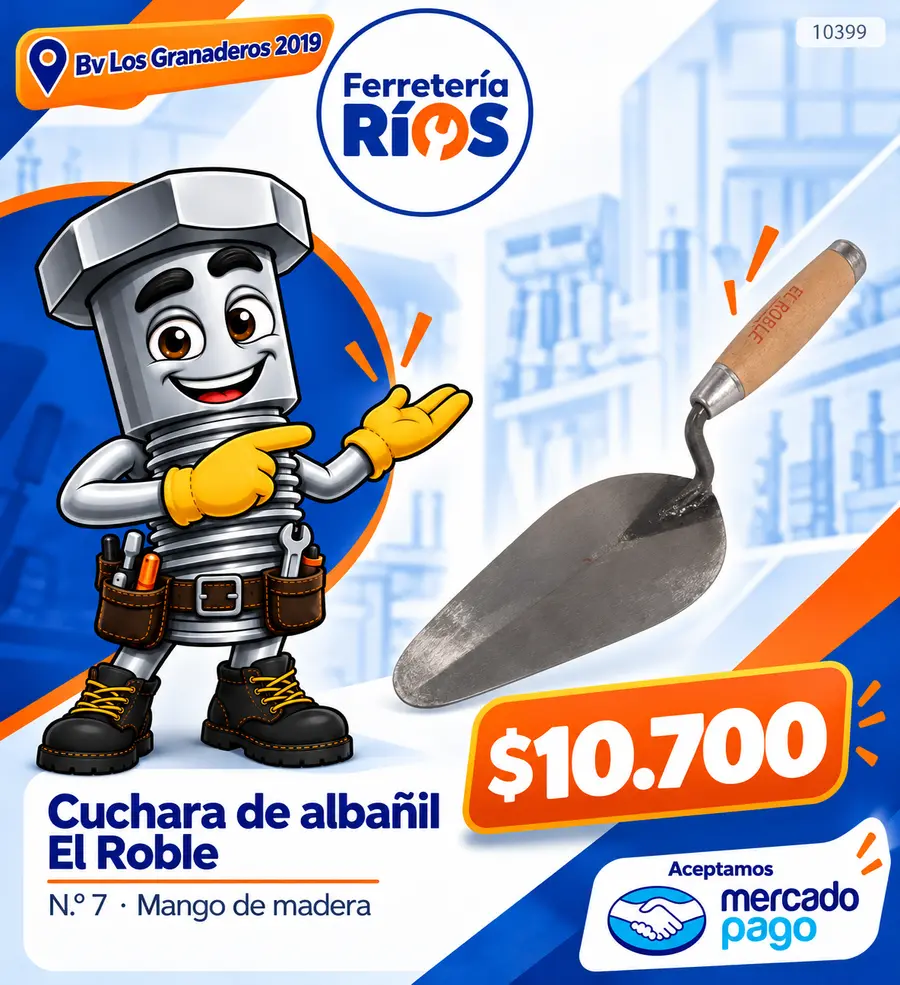 Bv Los Granaderos 2019
Ferretería
Ríos
10399
EL ROBLE
$10.700
Cuchara de albañil
El Roble
N.º 7 · Mango de madera
Aceptamos
mercado
pago